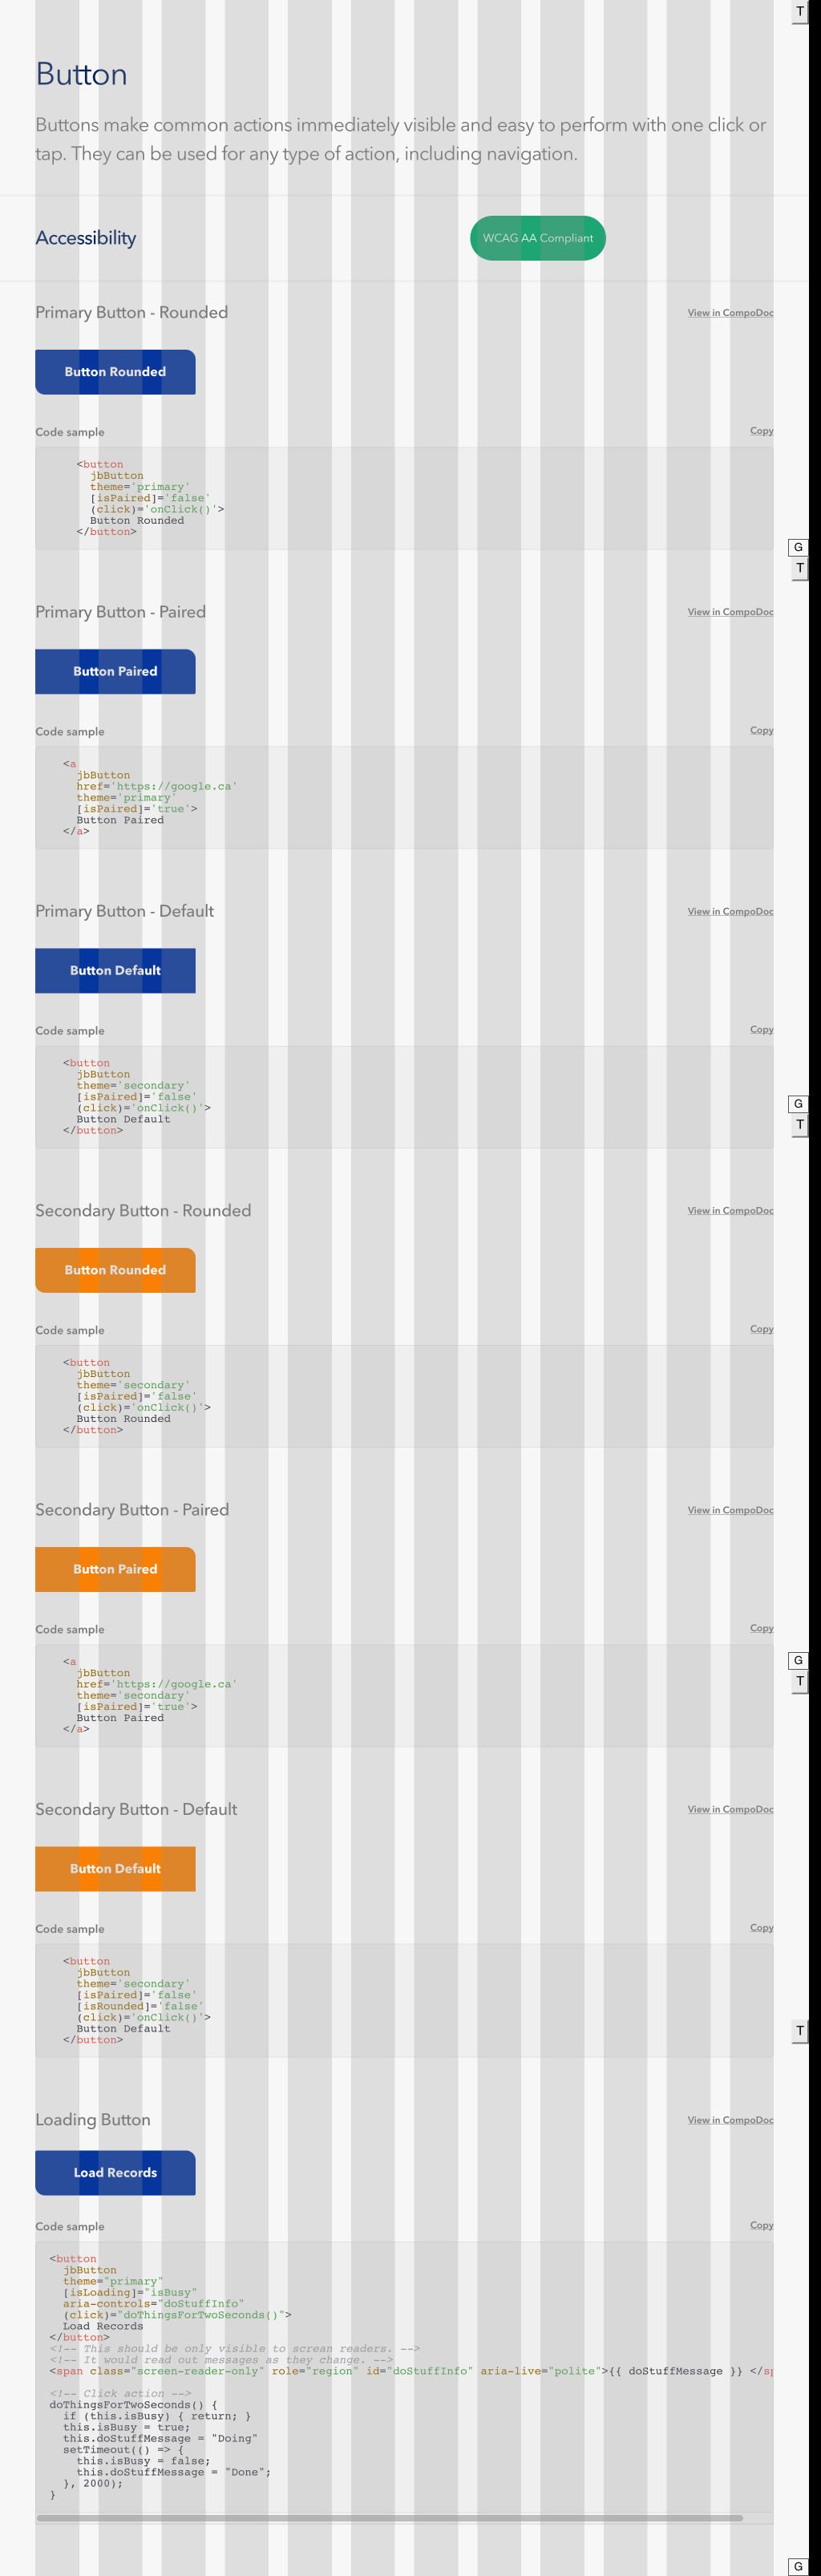 T
Button
Buttons make common actions immediately visible and easy to perform with one click or
tap. They can be used for any type of action, including navigation.
Accessibility
WCAG AA Compliant
Primary Button - Rounded
View in CompoDoc
Button Rounded
Code sample
Copy
<button
jbButton
theme='primary'
[isPaired]='false'
(click)='onClick()'>
Button Rounded
</button>
G
T
Primary Button - Paired
View in CompoDoc
Button Paired
Code sample
Copy
<a
jbButton
href='https://google.ca'
theme='primary'
[isPaired]='true'>
Button Paired
</a>
Primary Button - Default
View in CompoDoc
Button Default
Code sample
Copy
<button
jbButton
theme='secondary'
[isPaired]='false'
(click)='onClick()'>
Button Default
</button>
G
T
Secondary Button - Rounded
View in CompoDoc
Button Rounded
Code sample
Copy
<button
jbButton
theme='secondary'
[isPaired]='false'
(click)='onClick()'>
Button Rounded
</button>
Secondary Button - Paired
View in CompoDoc
Button Paired
Code sample
Copy
<a
jbButton
href='https://google.ca'
theme='secondary'
[isPaired]='true'>
Button Paired
</a>
G
T
Secondary Button - Default
View in CompoDoc
Button Default
Code sample
Copy
<button
jbButton
theme='secondary'
[isPaired]='false'
[isRounded]='false'
(click)='onClick()'>
Button Default
</button>
T
Loading Button
View in CompoDoc
Load Records
Code sample
Copy
<button
jbButton
theme="primary"
[isLoading]="isBusy"
aria-controls="doStuffInfo"
(click)="doThingsForTwoSeconds()">
Load Records
</button>
<!-- This should be only visible to screan readers. -->
<!-- It would read out messages as they change. -->
<span class="screen-reader-only" role="region" id="doStuffInfo" aria-live="polite">{{ doStuffMessage }} </sp
<!-- Click action -->
doThingsForTwoSeconds() {
if (this.isBusy) { return; }
this.isBusy = true;
this.doStuffMessage = "Doing"
setTimeout(() => {
this.isBusy = false;
this.doStuffMessage = "Done";
}, 2000);
}
G